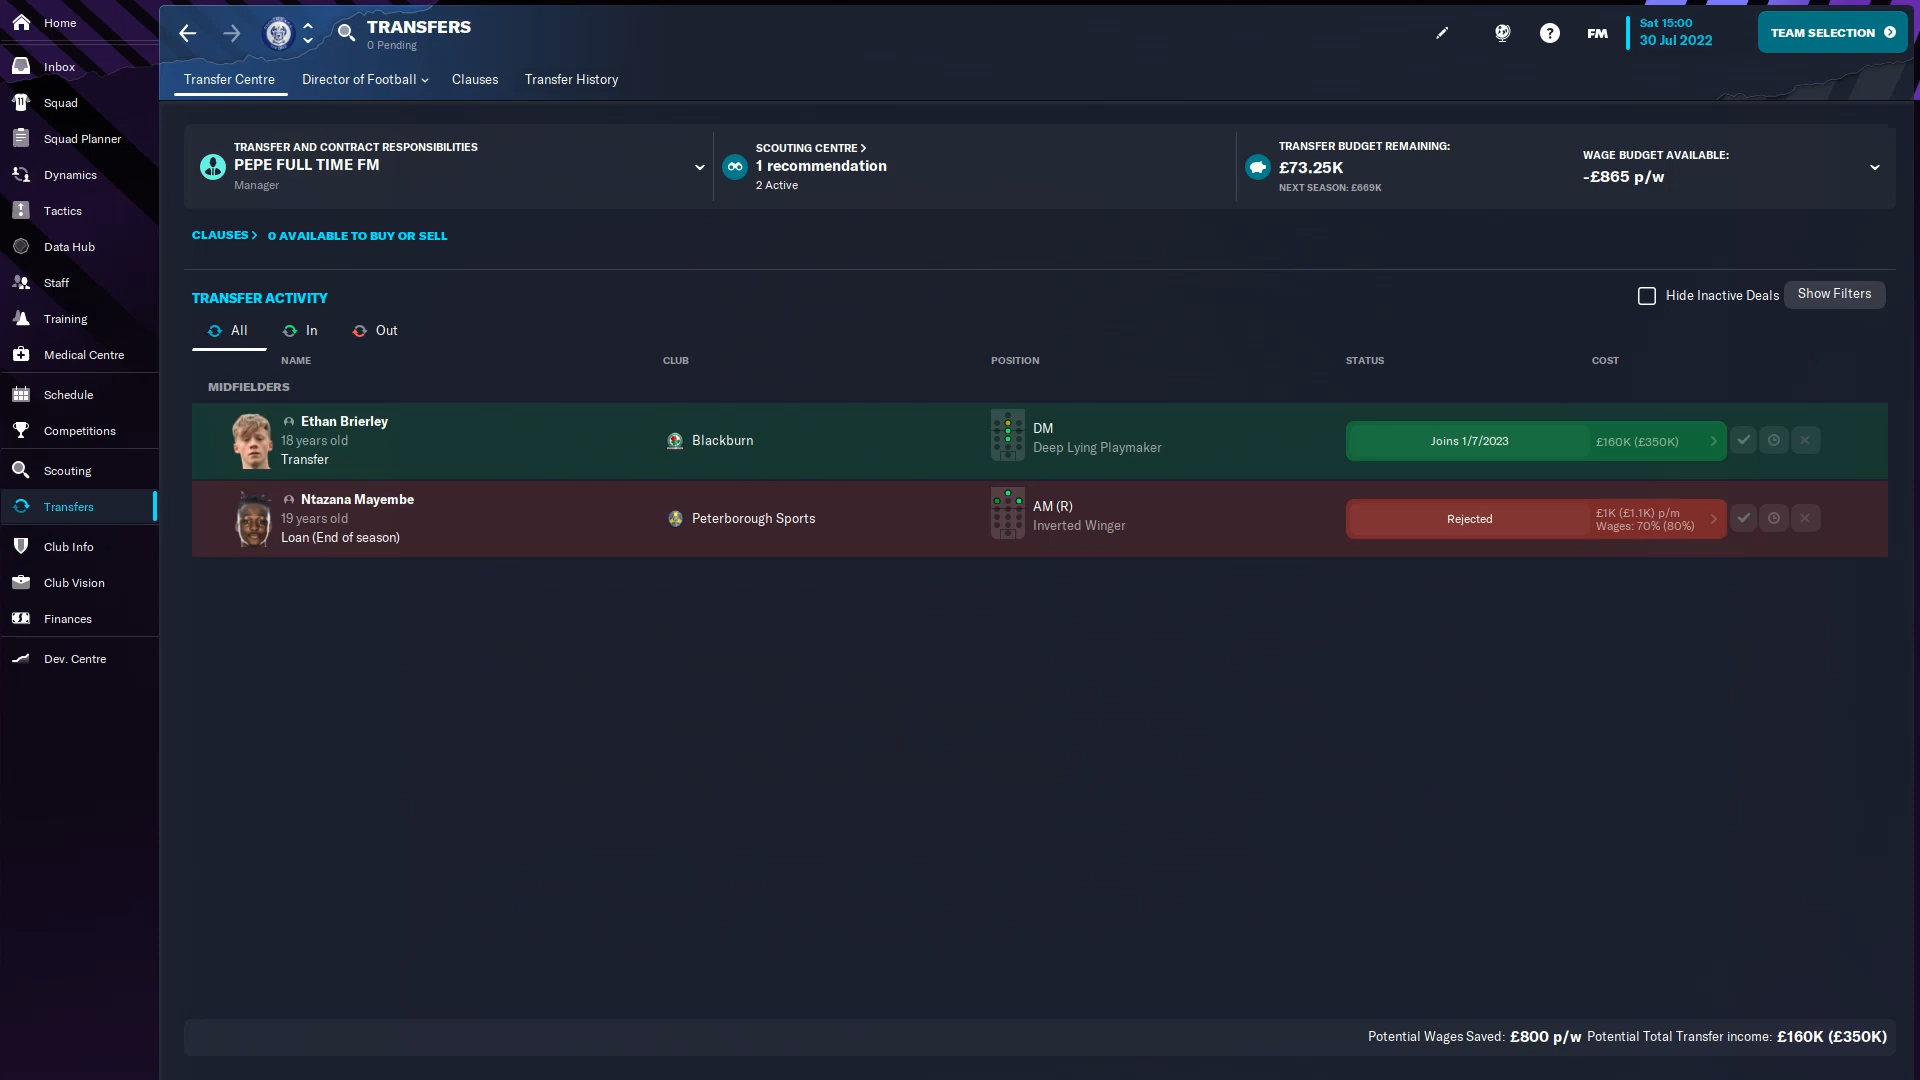 Home
Inbox
Squad
Squad Planner
Dynamics
Tactics
Data Hub
Staff
Training
Medical Centre
Schedule
Competitions
Scouting
Transfers
Club Info
Club Vision
Finances
Dev. Centre
TRANSFERS
0 Pending
FM
Sat 15:00
30 Jul 2022
TEAM SELECTION
Transfer Centre
Director of Football
Clauses
Transfer History
TRANSFER AND CONTRACT RESPONSIBILITIES
PEPE FULL TIME FM
Manager
SCOUTING CENTRE >
1 recommendation
2 Active
TRANSFER BUDGET REMAINING:
£73.25K
NEXT SEASON: £669K
WAGE BUDGET AVAILABLE:
-£865 p/w
CLAUSES > 0 AVAILABLE TO BUY OR SELL
TRANSFER ACTIVITY
Hide Inactive Deals
Show Filters
All
In
Out
NAME CLUB POSITION STATUS COST
MIDFIELDERS
Ethan Brierley
18 years old
Transfer
Blackburn
DM
Deep Lying Playmaker
Joins 1/7/2023
£160K (£350K)
Ntazana Mayembe
19 years old
Loan (End of season)
Peterborough Sports
AM (R)
Inverted Winger
Rejected
£1K (£1.1K) p/m
Wages: 70% (80%)
Potential Wages Saved: £800 p/w Potential Total Transfer income: £160K (£350K)